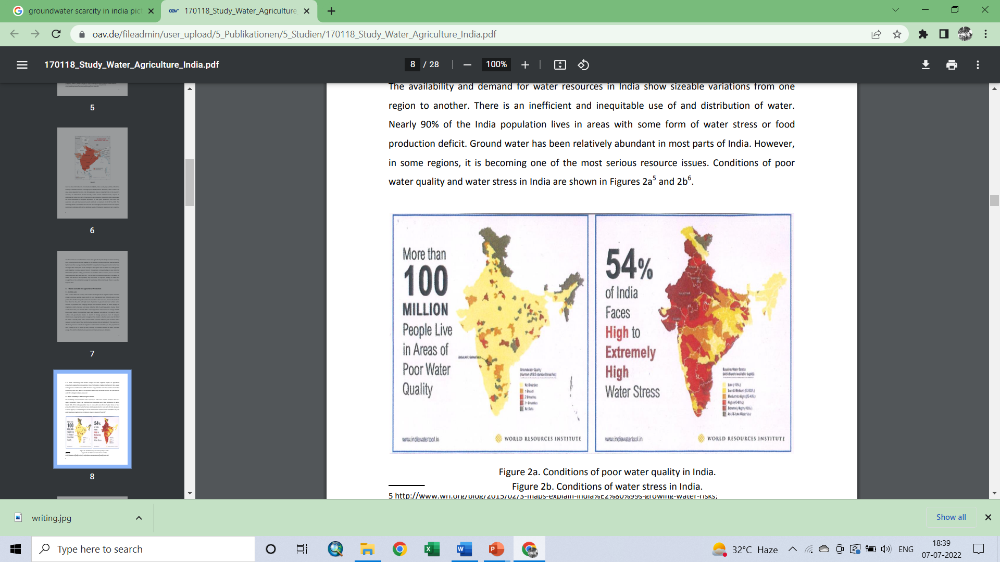 groundwater scarcity in india pict
oav 170118_Study_Water_Agriculture
oav.de/fileadmin/user_upload/5_Publikationen/5_Studien/170118_Study_Water_Agriculture_India.pdf
170118_Study_Water_Agriculture_India.pdf
8 / 28
100%
5
6
7
8
The availability and demand for water resources in India show sizeable variations from one
region to another. There is an inefficient and inequitable use of and distribution of water.
Nearly 90% of the India population lives in areas with some form of water stress or food
production deficit. Ground water has been relatively abundant in most parts of India. However,
in some regions, it is becoming one of the most serious resource issues. Conditions of poor
water quality and water stress in India are shown in Figures 2a5 and 2b6.
More than
100
MILLION
People Live
in Areas of
Poor Water
Quality
Groundwater Quality
(Number of BIS standard breaches)
No Breaches
1 Breach
2 Breaches
3+ Breaches
No Data
www.indiawatertool.in
WORLD RESOURCES INSTITUTE
54%
of India
Faces
High to
Extremely
High
Water Stress
Baseline Water Stress
Low (<10%)
Low to Medium (10-20%)
Medium to High (20-40%)
High (40-80%)
Extremely High (>80%)
Arid & Low Water Use
www.indiawatertool.in
WORLD RESOURCES INSTITUTE
Figure 2a. Conditions of poor water quality in India.
Figure 2b. Conditions of water stress in India.
5 http://www.wri.org/blog/2015/02/3-maps-explain-india%E2%80%99s-growing-water-risks;
writing.jpg
Show all
Type here to search
32°C Haze
ENG
18:39
07-07-2022